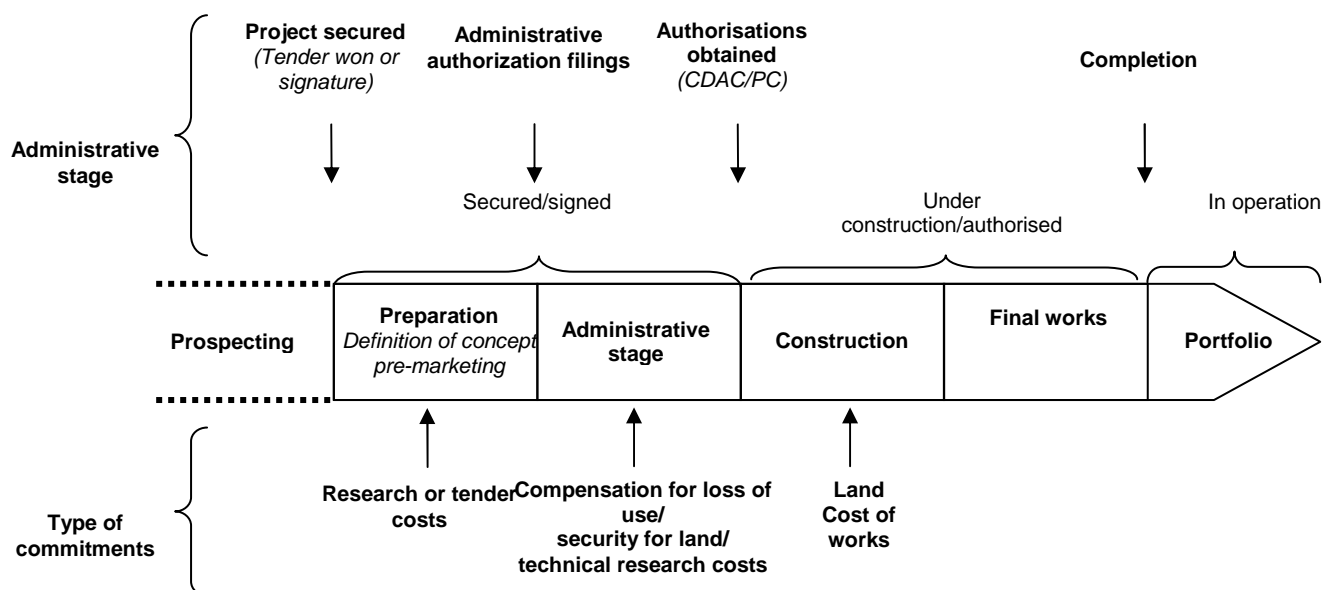 Project secured
(Tender won or
signature)
Administrative
authorization filings
Authorisations
obtained
(CDAC/PC)
Completion
Administrative
stage
Secured/signed
Under
construction/authorised
In operation
Prospecting
Preparation
Definition of concept
pre-marketing
Administrative
stage
Construction
Final works
Portfolio
Type of
commitments
Research or tender
costs
Compensation for loss of
use/
security for land/
technical research costs
Land
Cost of
works